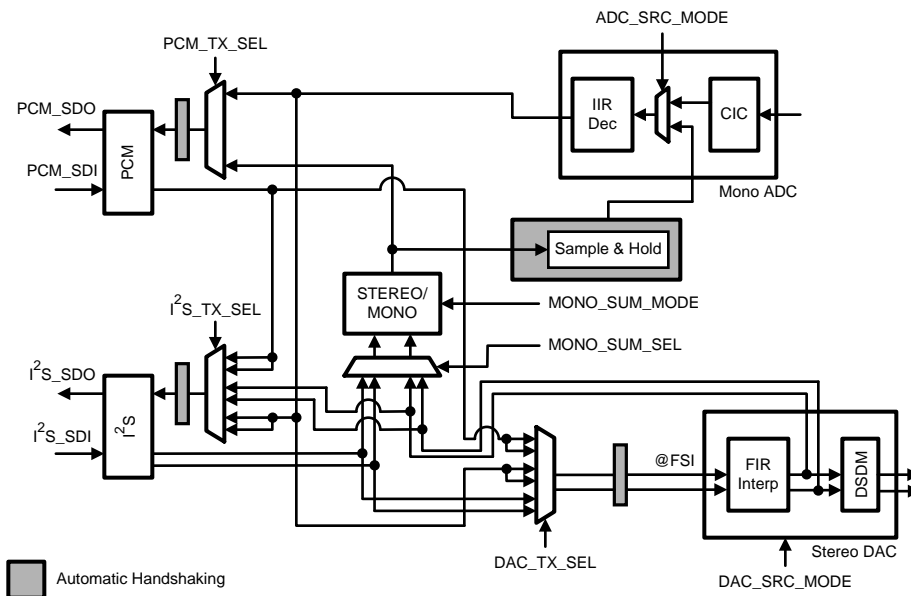 ADC_SRC_MODE
PCM_TX_SEL
PCM_SDO
PCM_SDI
PCM
IIR
Dec
CIC
Mono ADC
Sample & Hold
STEREO/
MONO
MONO_SUM_MODE
MONO_SUM_SEL
I²S_TX_SEL
I²S_SDO
I²S_SDI
I²S
@FSI
FIR
Interp
DSDM
Stereo DAC
DAC_TX_SEL
DAC_SRC_MODE
Automatic Handshaking